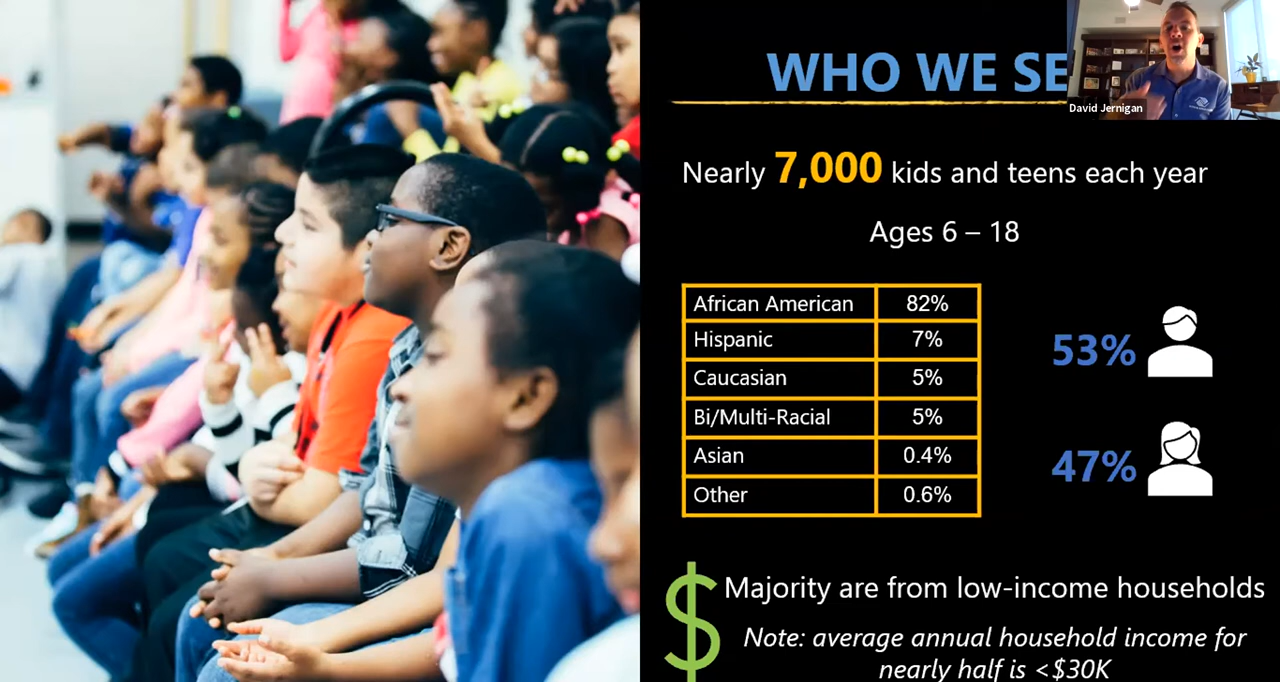 WHO WE SE
David Jernigan
Nearly 7,000 kids and teens each year
Ages 6 – 18
African American 82%
Hispanic 7%
Caucasian 5%
Bi/Multi-Racial 5%
Asian 0.4%
Other 0.6%
53%
47%
$ Majority are from low-income households
Note: average annual household income for
nearly half is <$30K